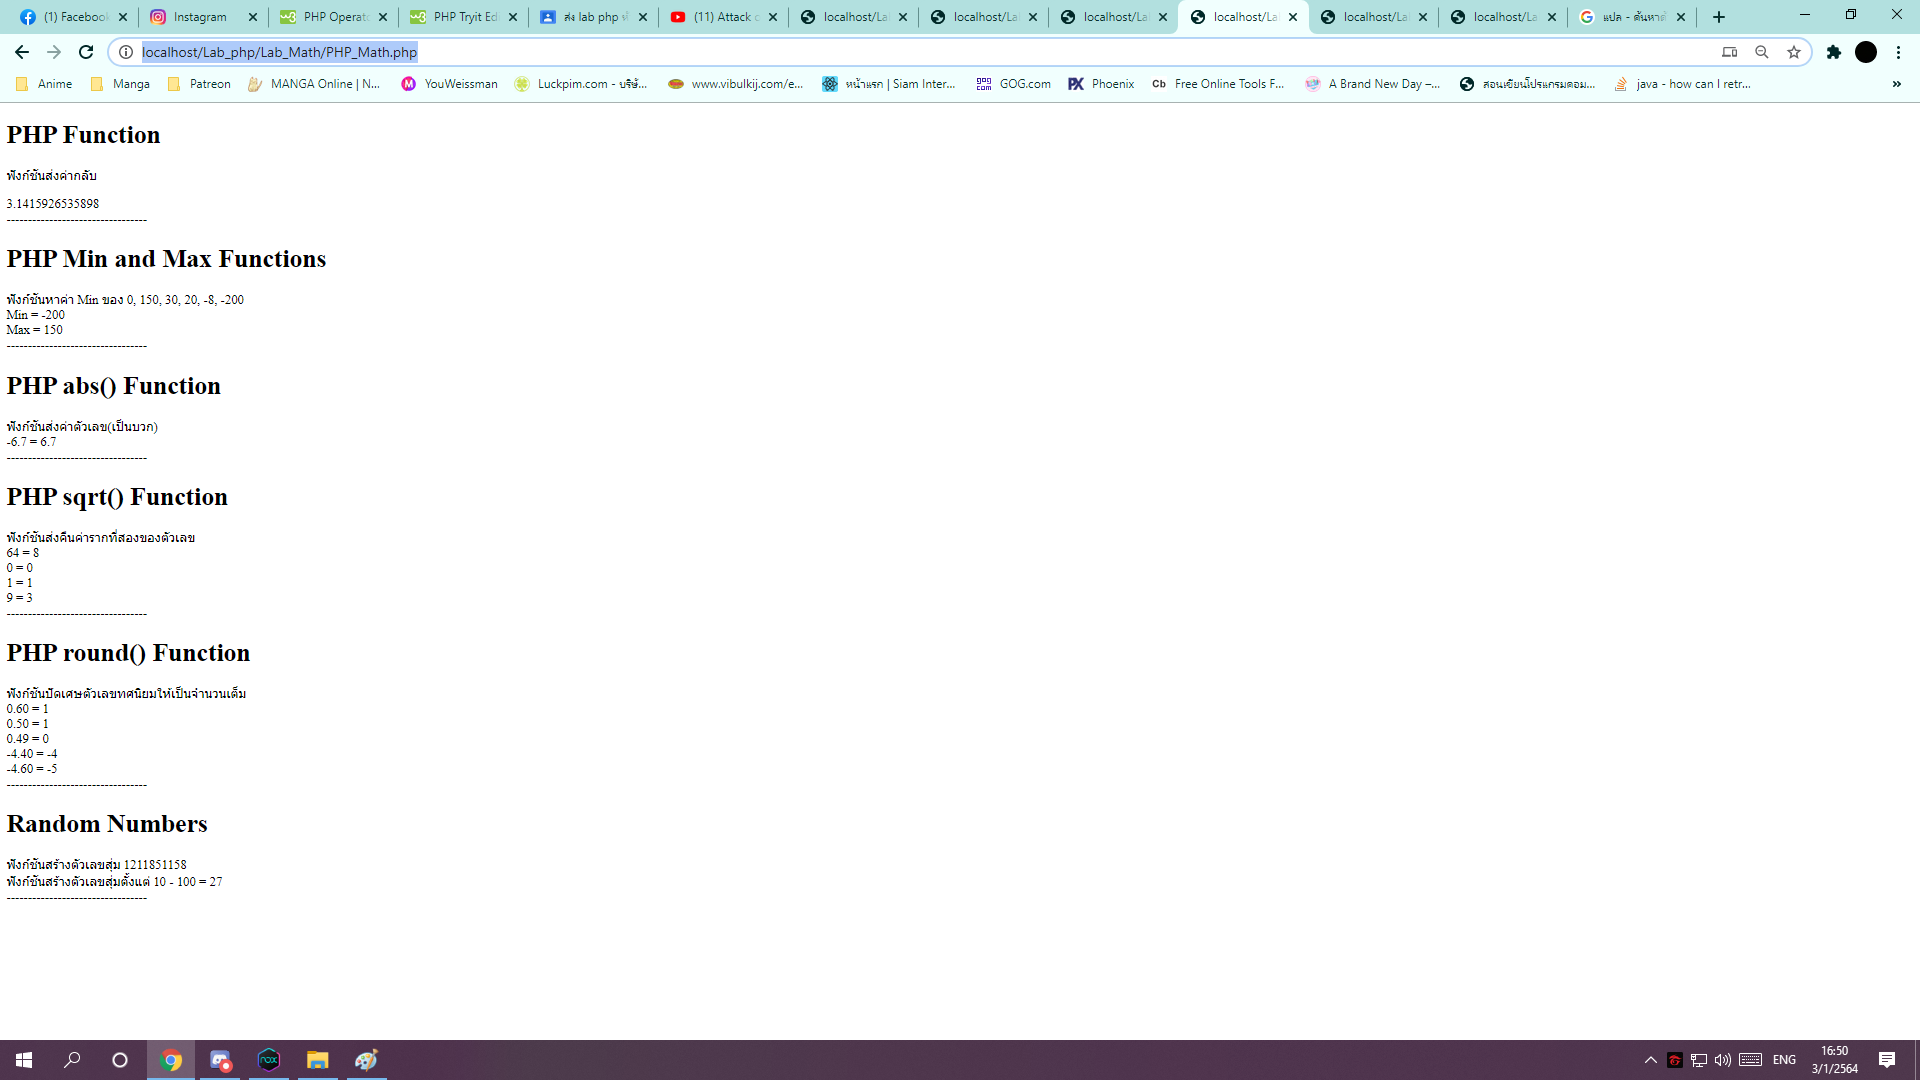 (1) Facebook
Instagram
PHP Operato
PHP Tryit Ed
ส่ง lab php
(11) Attack o
localhost/La
localhost/La
localhost/La
localhost/La
localhost/La
localhost/La
แปล - ค้นหาด้
localhost/Lab_php/Lab_Math/PHP_Math.php
Anime
Manga
Patreon
MANGA Online | N...
YouWeissman
Luckpim.com - บริษั...
www.vibulkij.com/e...
หน้าแรก | Siam Inter...
GOG.com
Phoenix
Cb Free Online Tools F...
A Brand New Day –...
สอนเขียนโปรแกรมคอม...
java - how can I retr...
PHP Function
ฟังก์ชันส่งค่ากลับ
3.1415926535898
---------------------------------
PHP Min and Max Functions
ฟังก์ชันหาค่า Min ของ 0, 150, 30, 20, -8, -200
Min = -200
Max = 150
---------------------------------
PHP abs() Function
ฟังก์ชันส่งค่าตัวเลข(เป็นบวก)
-6.7 = 6.7
---------------------------------
PHP sqrt() Function
ฟังก์ชันส่งคืนค่ารากที่สองของตัวเลข
64 = 8
0 = 0
1 = 1
9 = 3
---------------------------------
PHP round() Function
ฟังก์ชันปัดเศษตัวเลขทศนิยมให้เป็นจำนวนเต็ม
0.60 = 1
0.50 = 1
0.49 = 0
-4.40 = -4
-4.60 = -5
---------------------------------
Random Numbers
ฟังก์ชันสร้างตัวเลขสุ่ม 1211851158
ฟังก์ชันสร้างตัวเลขสุ่มตั้งแต่ 10 - 100 = 27
---------------------------------
ENG
16:50
3/1/2564